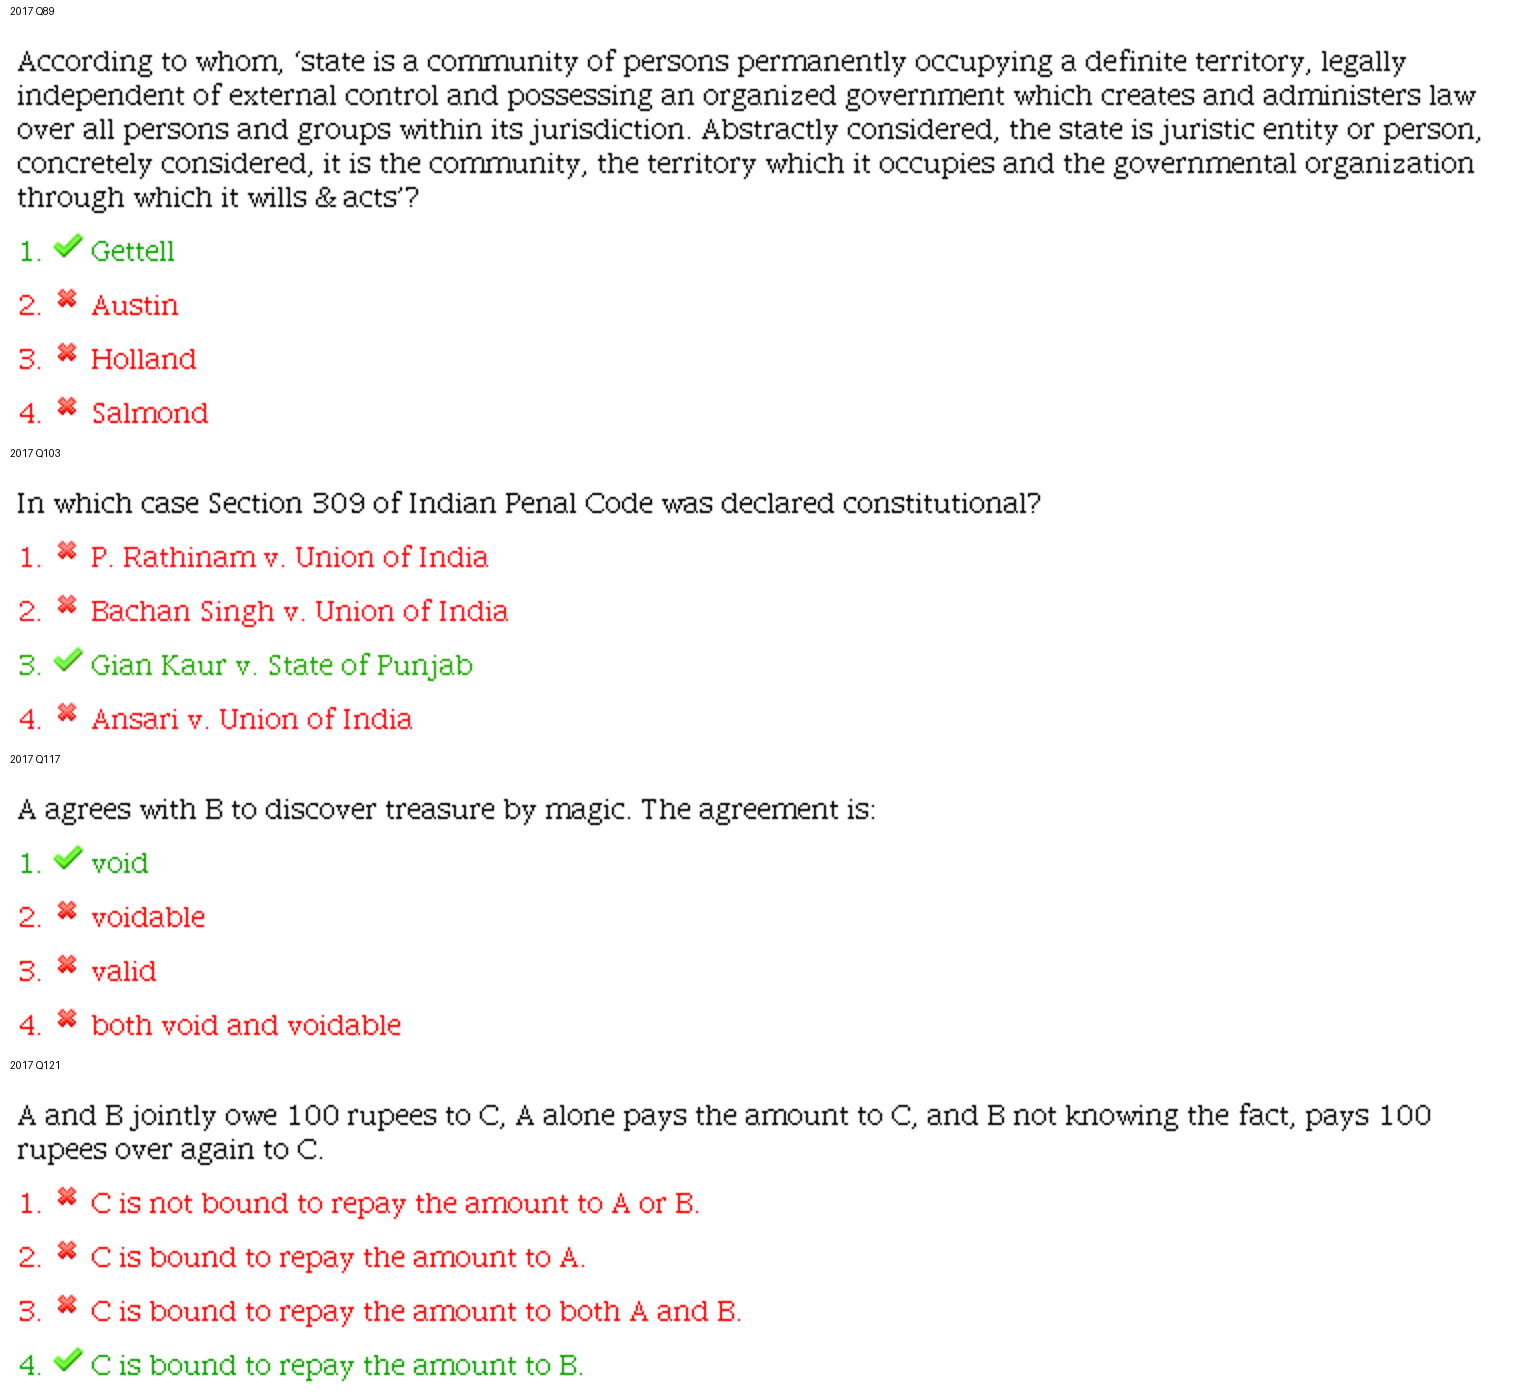 2017 Q89
According to whom, ‘state is a community of persons permanently occupying a definite territory, legally
independent of external control and possessing an organized government which creates and administers law
over all persons and groups within its jurisdiction. Abstractly considered, the state is juristic entity or person,
concretely considered, it is the community, the territory which it occupies and the governmental organization
through which it wills & acts’?
1. Gettell
2. Austin
3. Holland
4. Salmond
2017 Q103
In which case Section 309 of Indian Penal Code was declared constitutional?
1. P. Rathinam v. Union of India
2. Bachan Singh v. Union of India
3. Gian Kaur v. State of Punjab
4. Ansari v. Union of India
2017 Q117
A agrees with B to discover treasure by magic. The agreement is:
1. void
2. voidable
3. valid
4. both void and voidable
2017 Q121
A and B jointly owe 100 rupees to C, A alone pays the amount to C, and B not knowing the fact, pays 100
rupees over again to C.
1. C is not bound to repay the amount to A or B.
2. C is bound to repay the amount to A.
3. C is bound to repay the amount to both A and B.
4. C is bound to repay the amount to B.